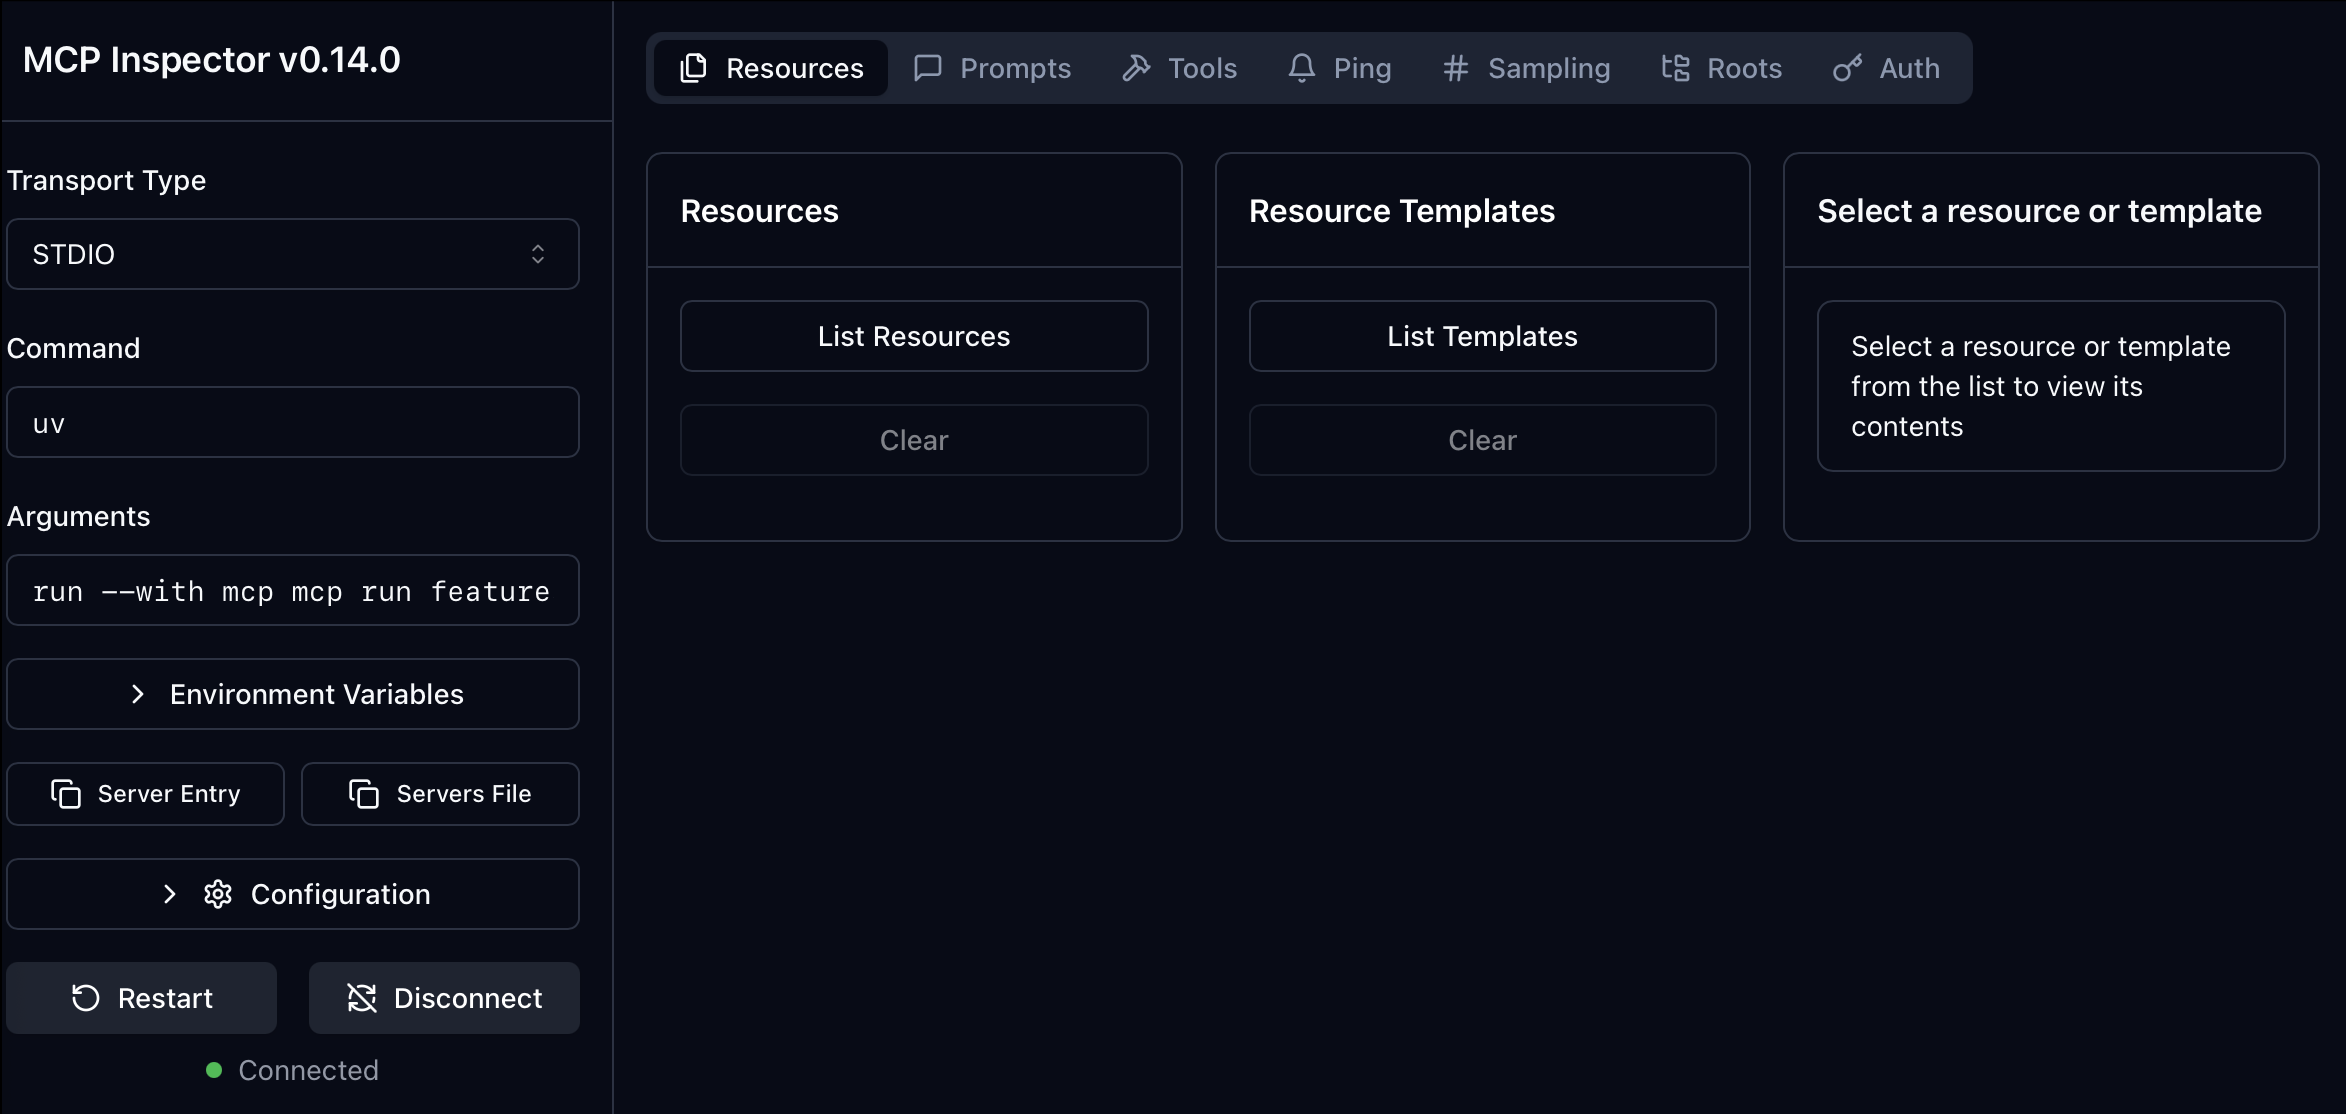 MCP Inspector v0.14.0
Transport Type
STDIO
Command
uv
Arguments
run --with mcp mcp run feature
Environment Variables
Server Entry
Servers File
Configuration
Restart
Disconnect
Connected
Resources
Prompts
Tools
Ping
Sampling
Roots
Auth
Resources
List Resources
Clear
Resource Templates
List Templates
Clear
Select a resource or template
Select a resource or template
from the list to view its
contents